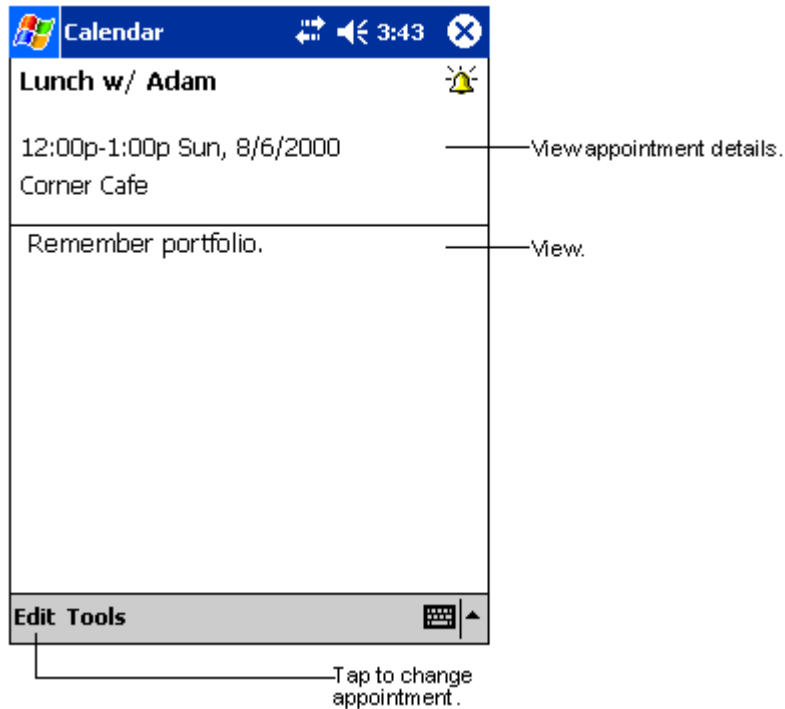 Calendar 3:43
Lunch w/ Adam
12:00p-1:00p Sun, 8/6/2000
View appointment details.
Corner Cafe
Remember portfolio.
View.
Edit Tools
Tap to change
appointment.